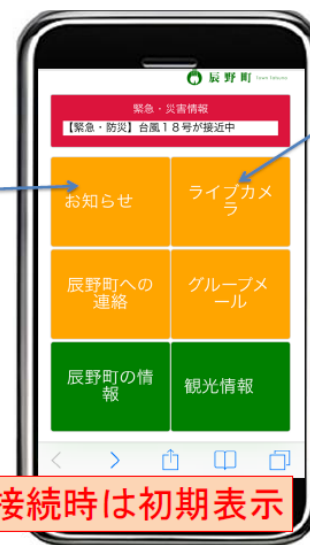 辰野町 Town Tatsuno
緊急・災害情報
【緊急・防災】台風18号が接近中
お知らせ
ライブカメ
ラ
辰野町への
連絡
グループメ
ール
辰野町の情
報
観光情報
接続時は初期表示